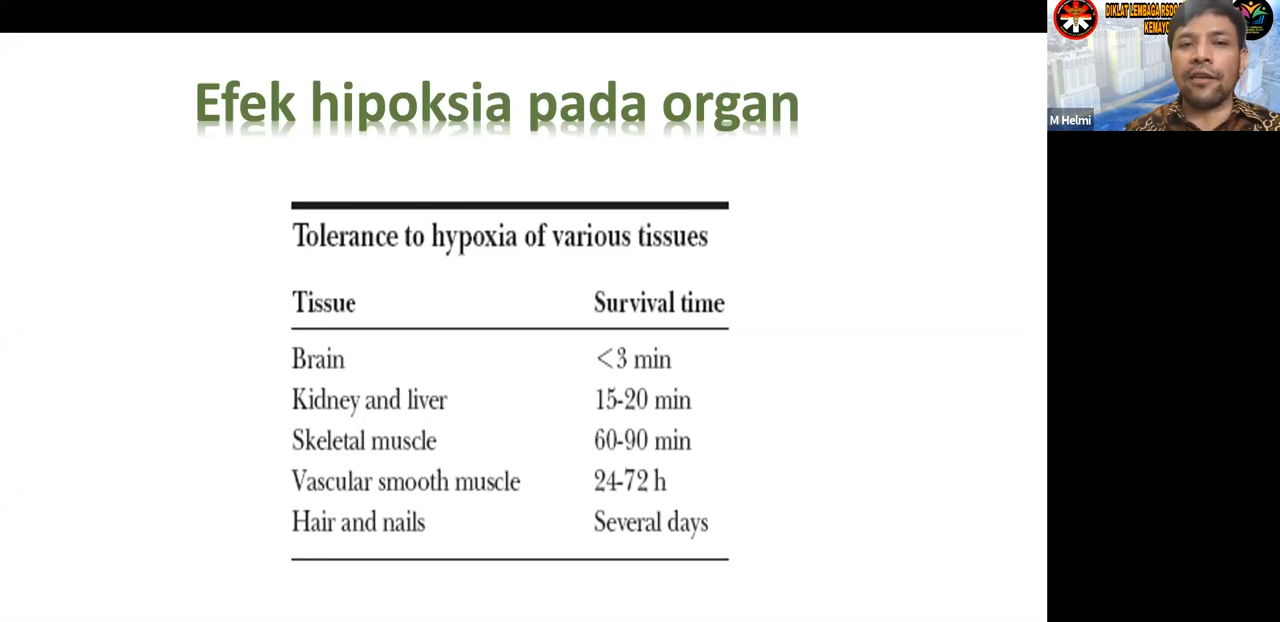 Efek hipoksia pada organ
Tolerance to hypoxia of various tissues
Tissue Survival time
Brain <3 min
Kidney and liver 15-20 min
Skeletal muscle 60-90 min
Vascular smooth muscle 24-72 h
Hair and nails Several days
DIKLAT LEMBAGA
M Helmi